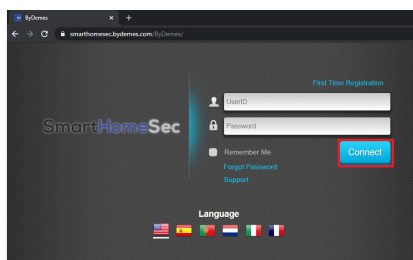 ByDemes
smarthomesec.bydemes.com/ByDemes/
First Time Registration
UserID
SmartHomeSec
Password
Remember Me
Connect
Forgot Password
Support
Language